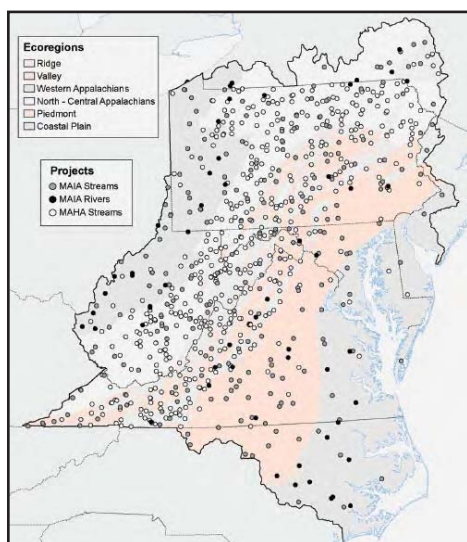 Ecoregions
Ridge
Valley
Western Appalachians
North - Central Appalachians
Piedmont
Coastal Plain
Projects
MAIA Streams
MAIA Rivers
MAHA Streams